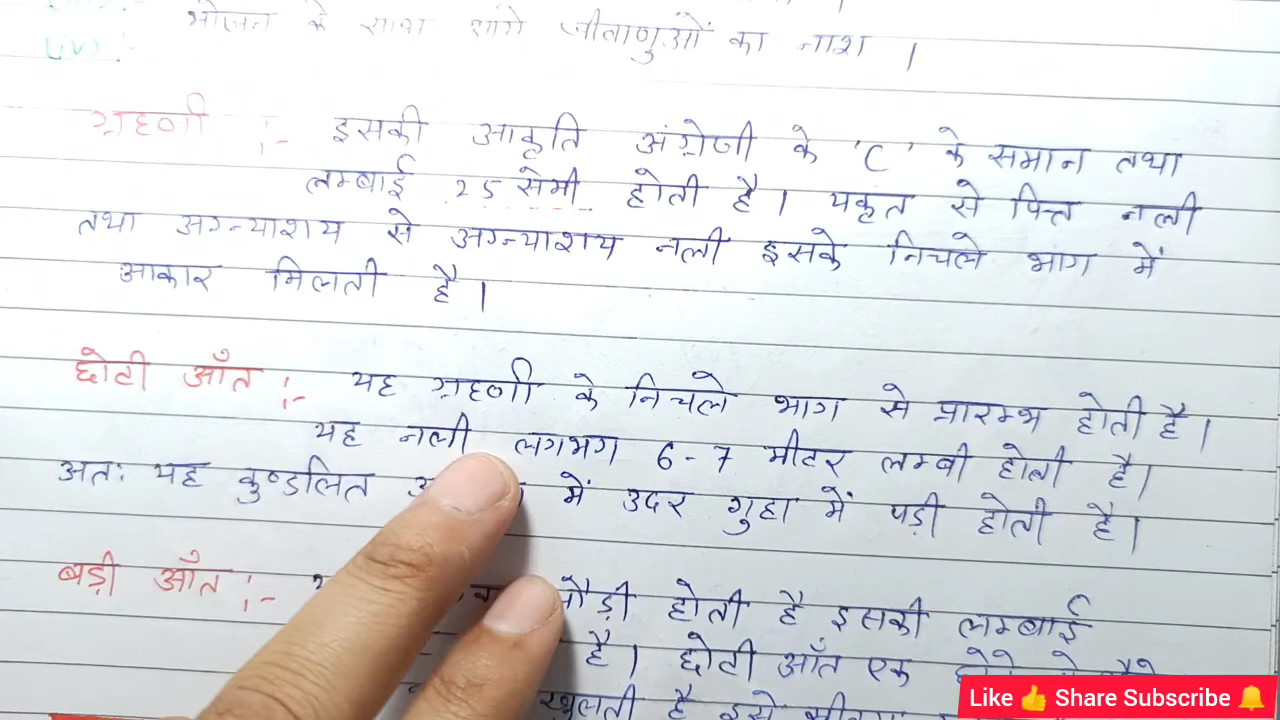 भोजन के साथ आये जीवाणुओं का नाश ।
(iv) :-
ग्रहणी :- इसकी आकृति अंग्रेजी के 'C' के समान तथा
लम्बाई 25 सेमी होती है। यकृत से पित्त नली
तथा अग्न्याशय से अग्न्याशय नली इसके निचले भाग में
आकार मिलती है।
छोटी आँत :- यह ग्रहणी के निचले भाग से प्रारम्भ होती है।
यह नली लगभग 6-7 मीटर लम्बी होती है।
अतः यह कुण्डलित में उदर गुहा में पड़ी होती है।
बड़ी आँत :- चौड़ी होती है इसकी लम्बाई
है। छोटी आँत एक
खुलती है इसे
Like 👍 Share Subscribe 🔔